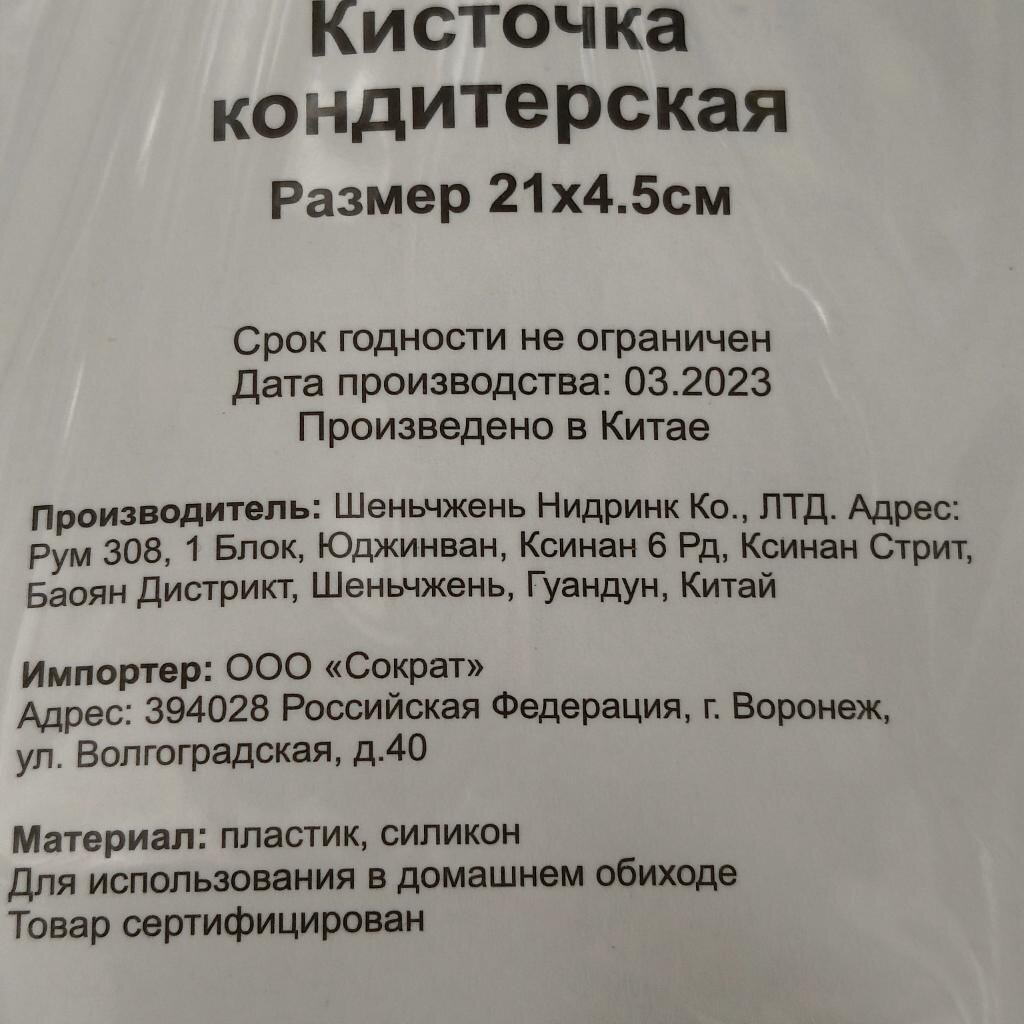 Кисточка
кондитерская
Размер 21х4.5см
Срок годности не ограничен
Дата производства: 03.2023
Произведено в Китае
Производитель: Шеньчжень Нидринк Ко., ЛТД. Адрес:
Рум 308, 1 Блок, Юджинван, Ксинан 6 Рд, Ксинан Стрит,
Баоян Дистрикт, Шеньчжень, Гуандун, Китай
Импортер: ООО «Сократ»
Адрес: 394028 Российская Федерация, г. Воронеж,
ул. Волгоградская, д.40
Материал: пластик, силикон
Для использования в домашнем обиходе
Товар сертифицирован